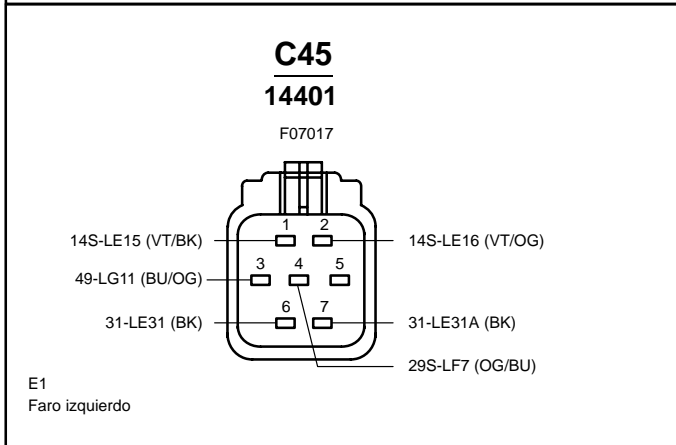 C45
14401
F07017
1 2
14S-LE15 (VT/BK) 14S-LE16 (VT/OG)
3 4 5
49-LG11 (BU/OG)
6 7
31-LE31 (BK) 31-LE31A (BK)
29S-LF7 (OG/BU)
E1
Faro izquierdo